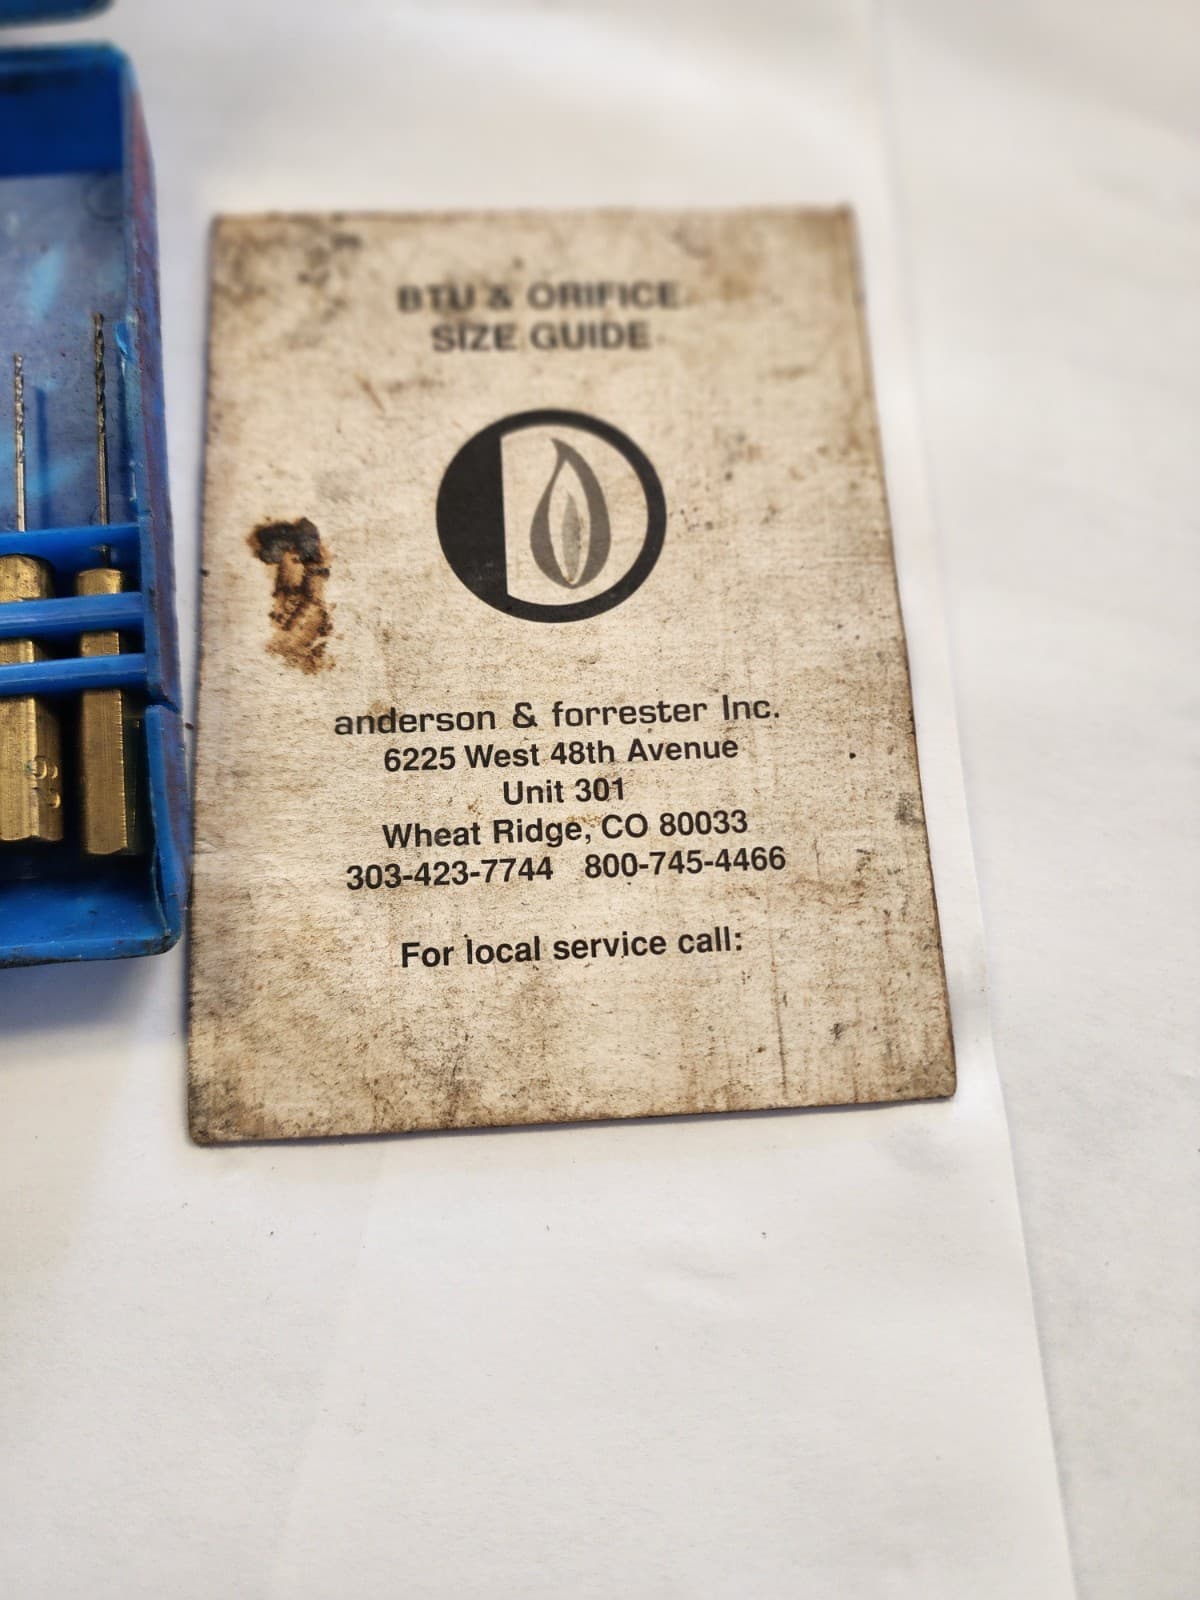 BTU & ORIFICE
SIZE GUIDE
anderson & forrester Inc.
6225 West 48th Avenue
Unit 301
Wheat Ridge, CO 80033
303-423-7744 800-745-4466
For local service call: